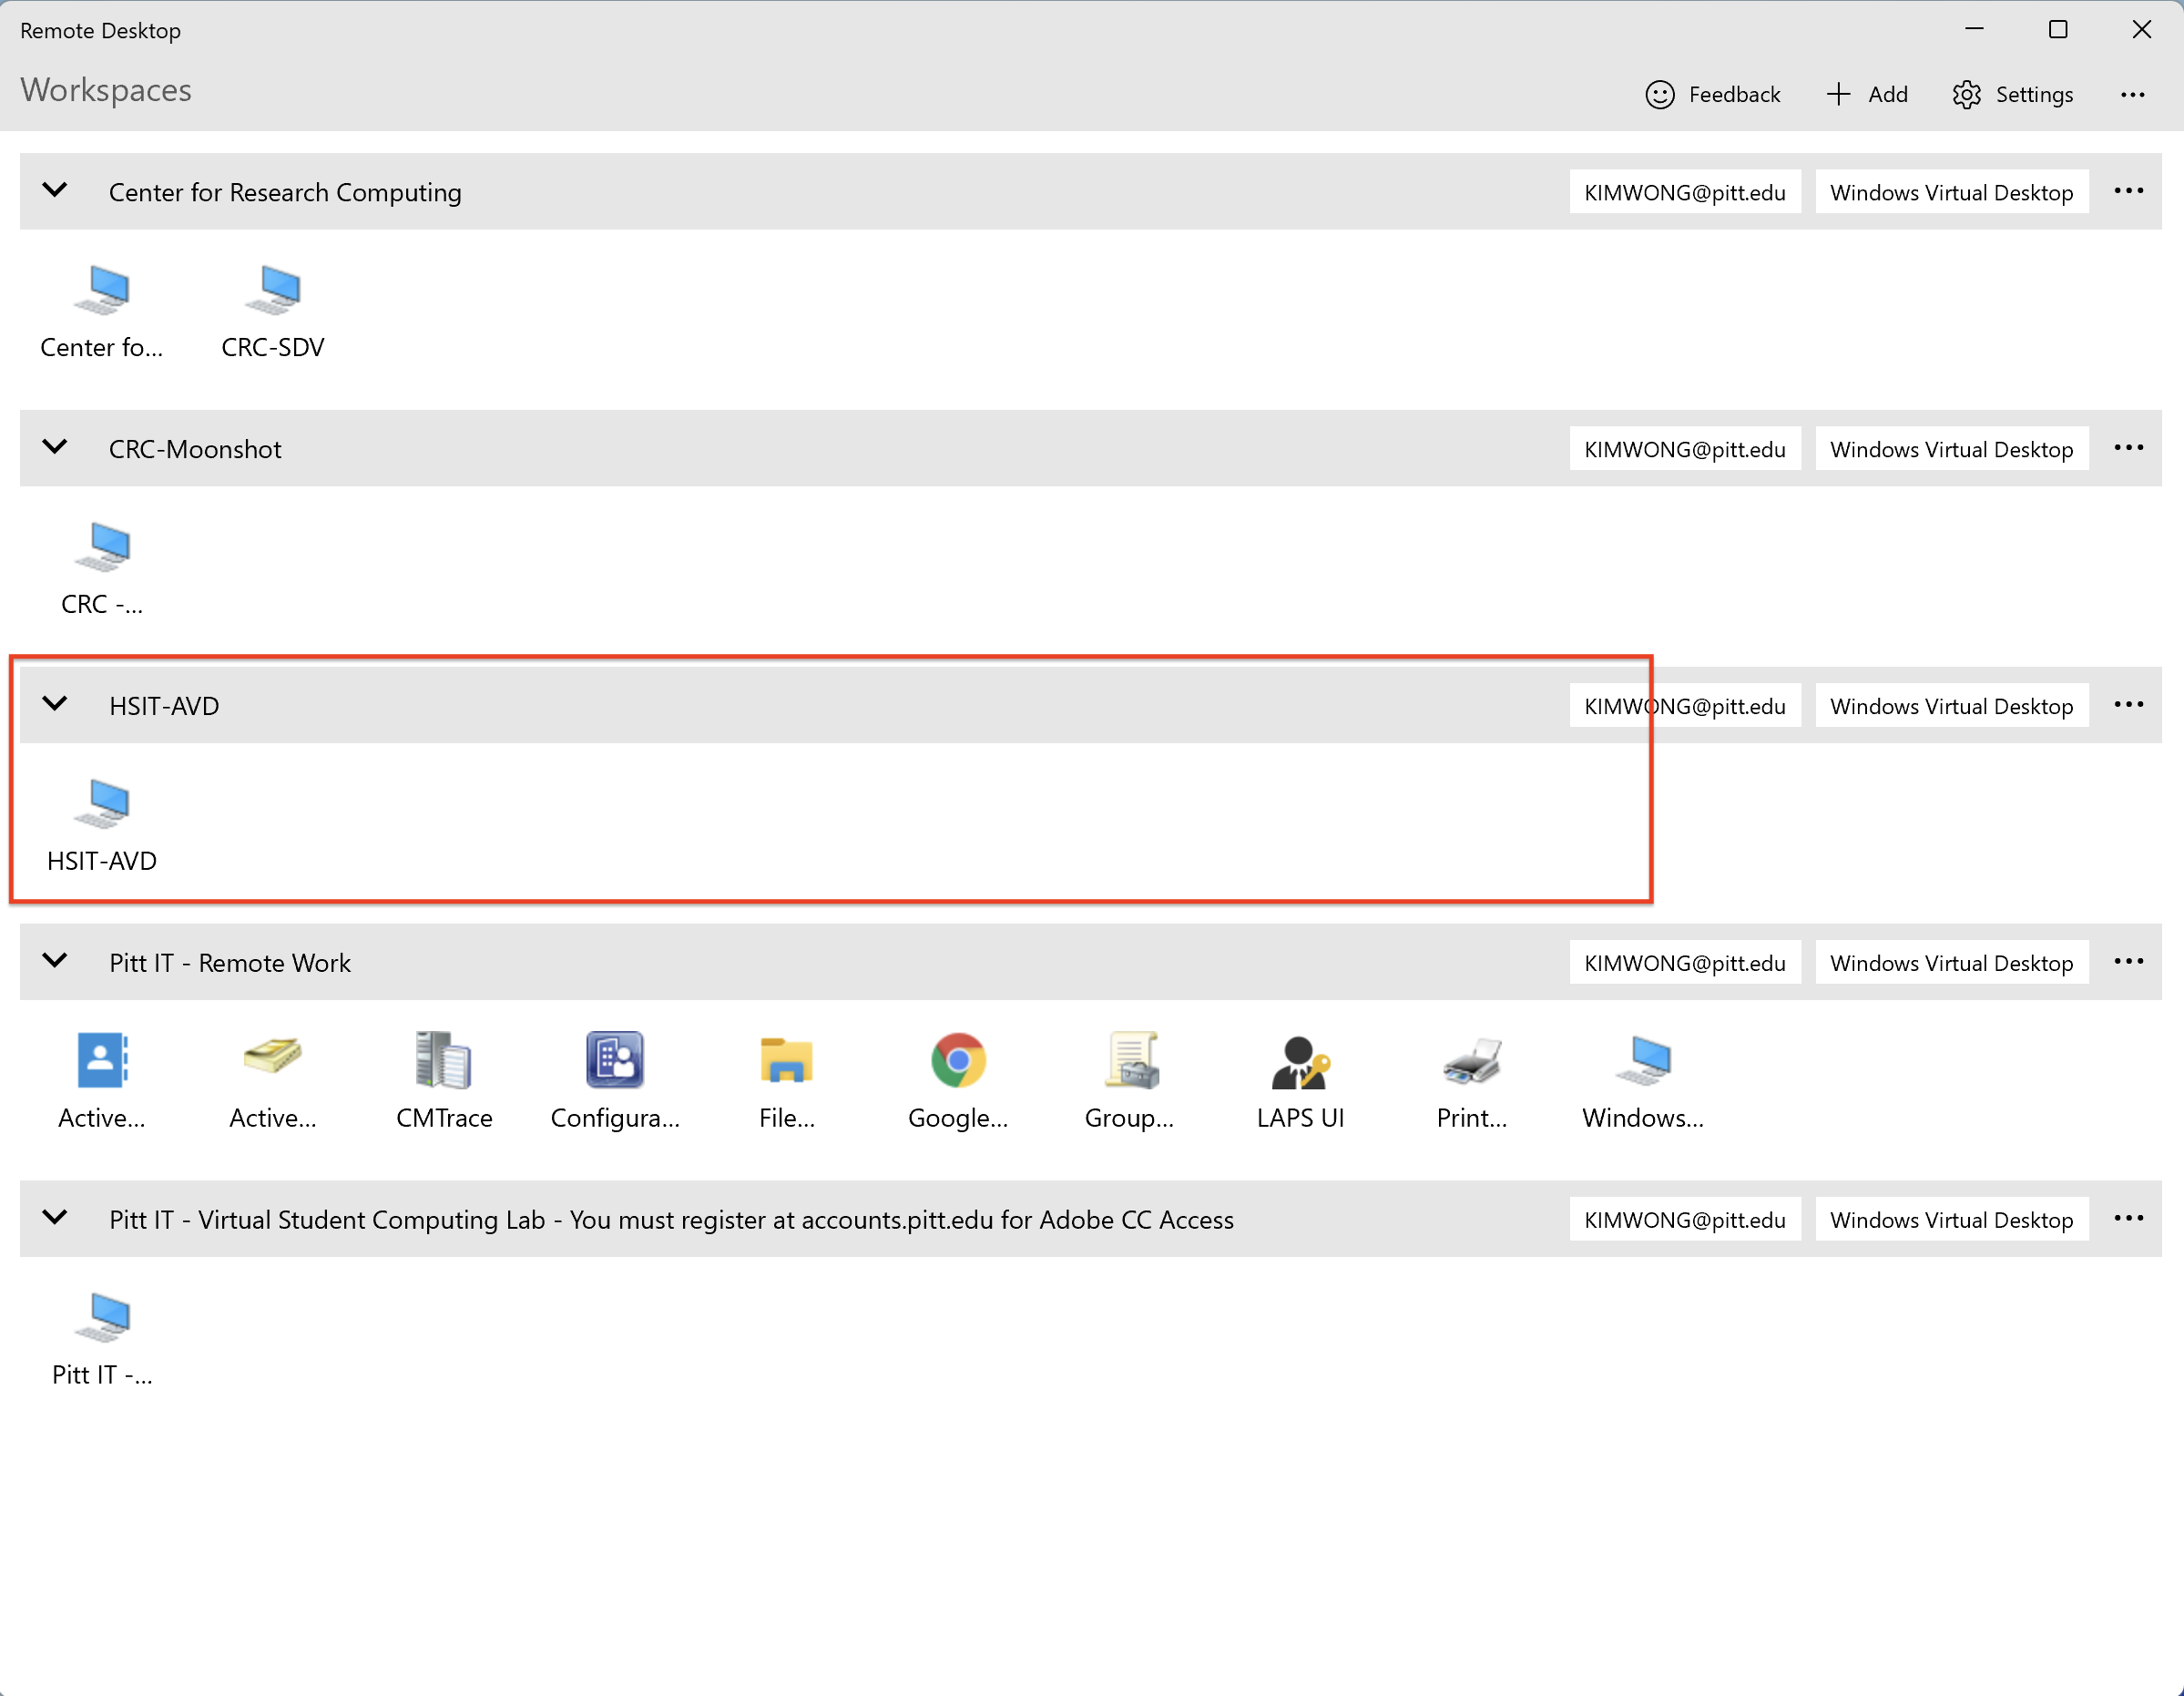 Remote Desktop
Workspaces
Feedback
Add
Settings
Center for Research Computing
KIMWONG@pitt.edu
Windows Virtual Desktop
Center fo...
CRC-SDV
CRC-Moonshot
KIMWONG@pitt.edu
Windows Virtual Desktop
CRC -...
HSIT-AVD
KIMWONG@pitt.edu
Windows Virtual Desktop
HSIT-AVD
Pitt IT - Remote Work
KIMWONG@pitt.edu
Windows Virtual Desktop
Active...
Active...
CMTrace
Configura...
File...
Google...
Group...
LAPS UI
Print...
Windows...
Pitt IT - Virtual Student Computing Lab - You must register at accounts.pitt.edu for Adobe CC Access
KIMWONG@pitt.edu
Windows Virtual Desktop
Pitt IT -...